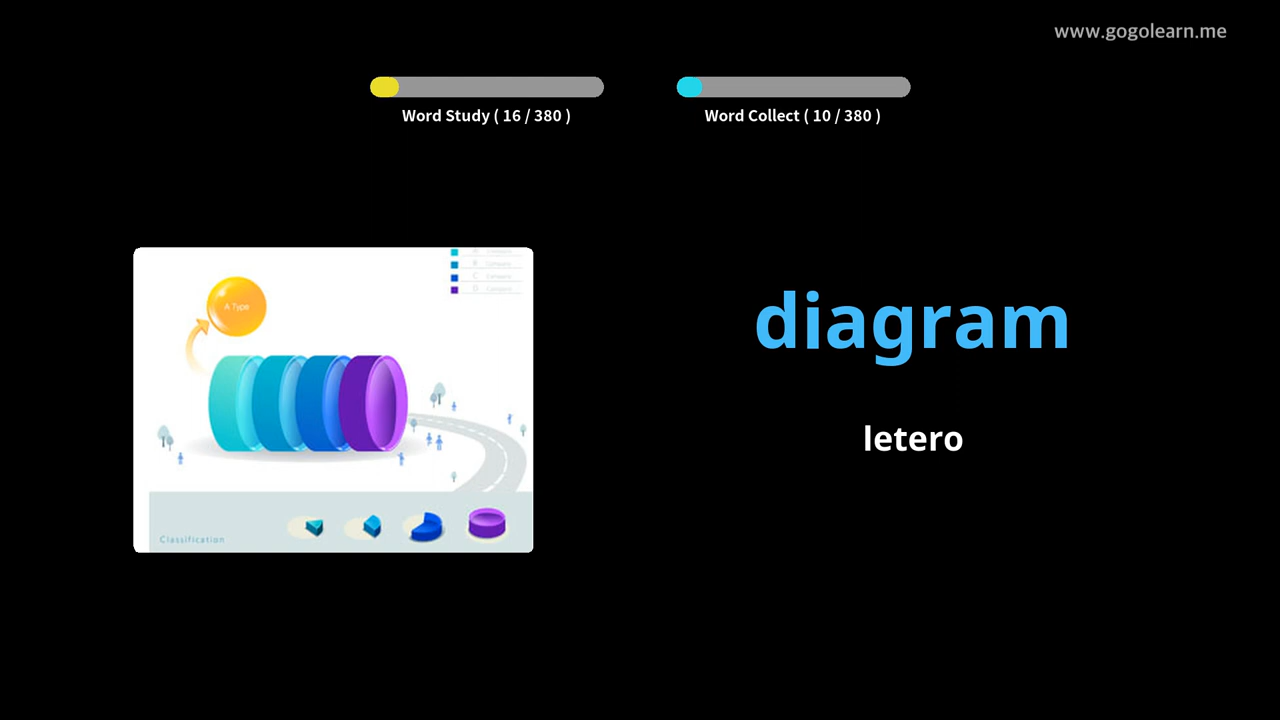 www.gogolearn.me
Word Study ( 16 / 380 )
Word Collect ( 10 / 380 )
A Type
B
C
D
diagram
letero
Classification